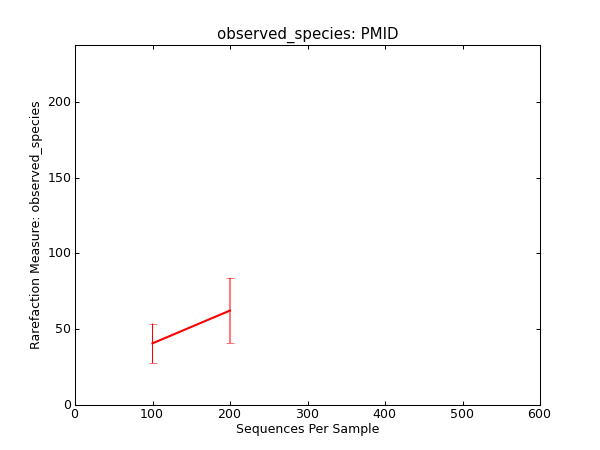 observed_species: PMID
Rarefaction Measure: observed_species
200
150
100
50
0
0 100 200 300 400 500 600
Sequences Per Sample